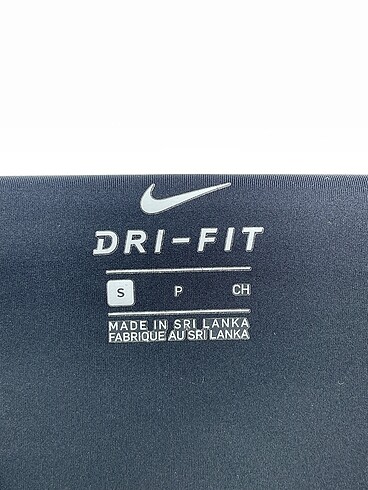 DRI-FIT
S P CH
MADE IN SRI LANKA
FABRIQUE AU SRI LANKA